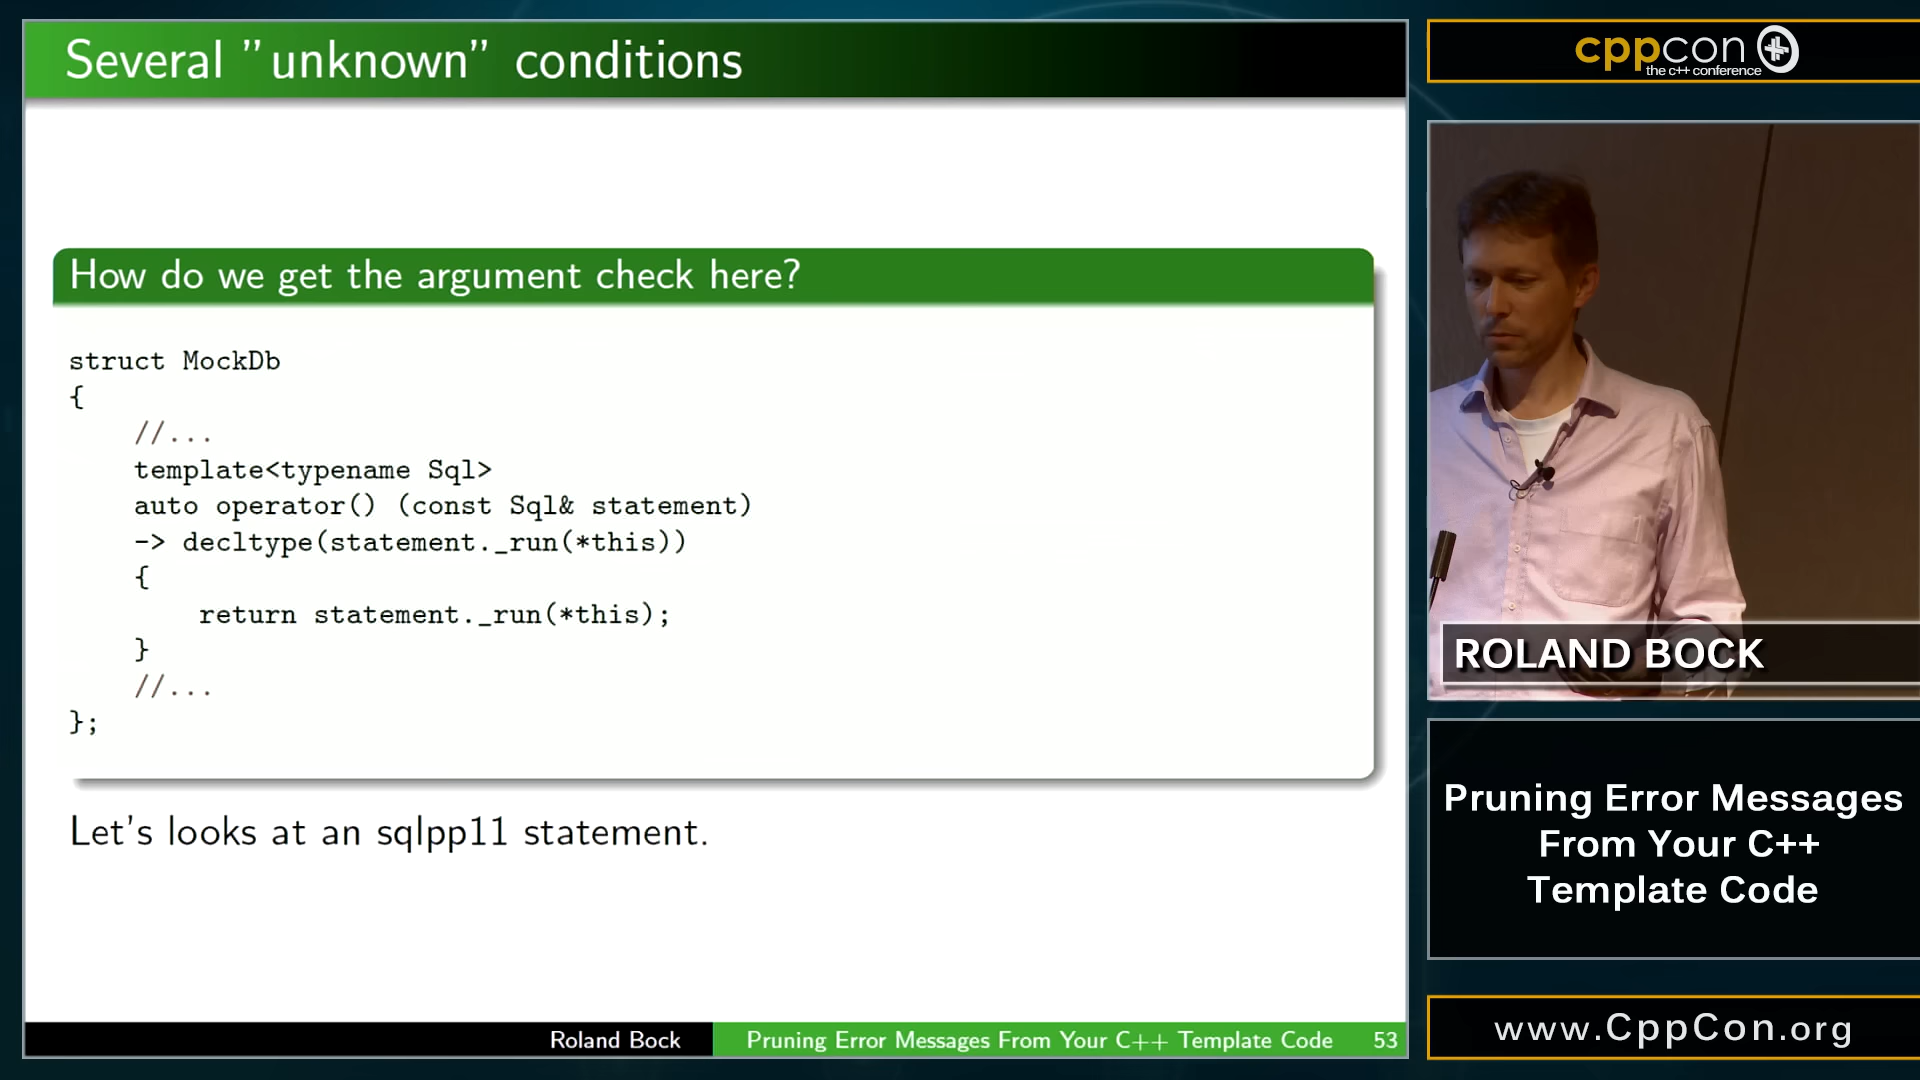 Several "unknown" conditions
How do we get the argument check here?
struct MockDb
{
//...
template<typename Sql>
auto operator() (const Sql& statement)
-> decltype(statement._run(*this))
{
return statement._run(*this);
}
//...
};
Let's looks at an sqlpp11 statement.
Roland Bock
Pruning Error Messages From Your C++ Template Code
53
cppcon
the c++ conference
ROLAND BOCK
Pruning Error Messages
From Your C++
Template Code
www.CppCon.org